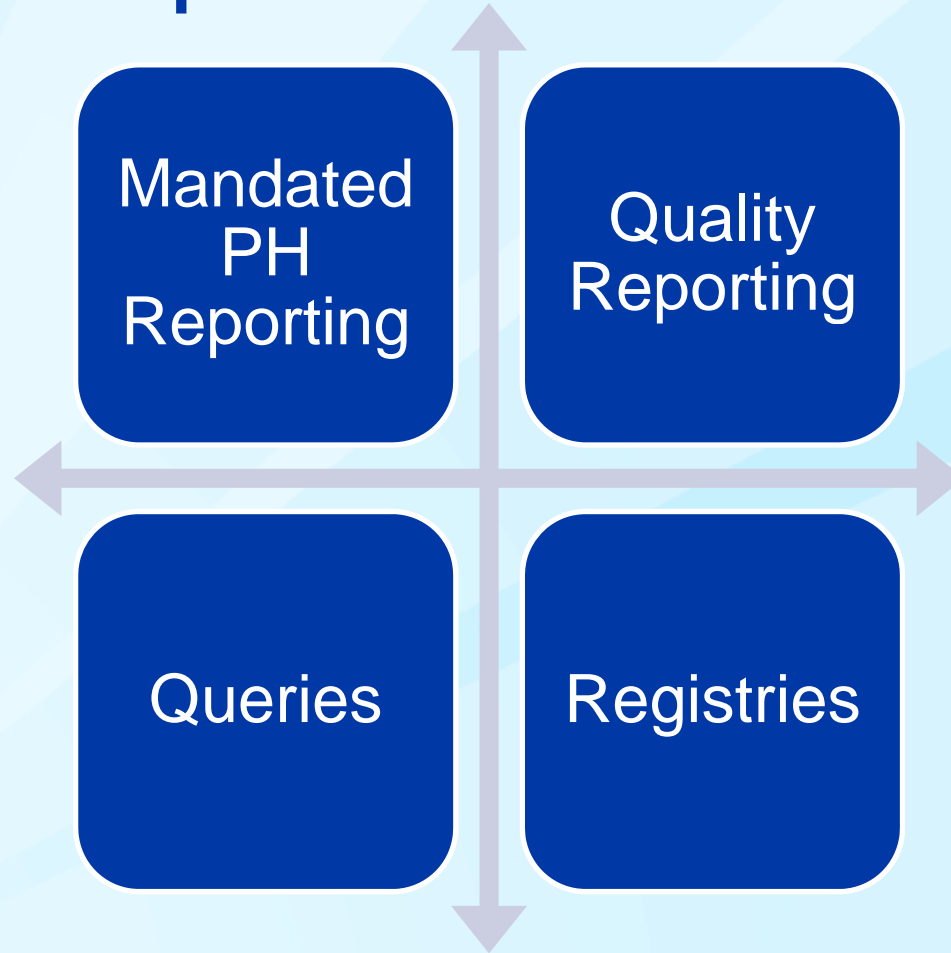 Mandated
PH
Reporting
Quality
Reporting
Queries
Registries